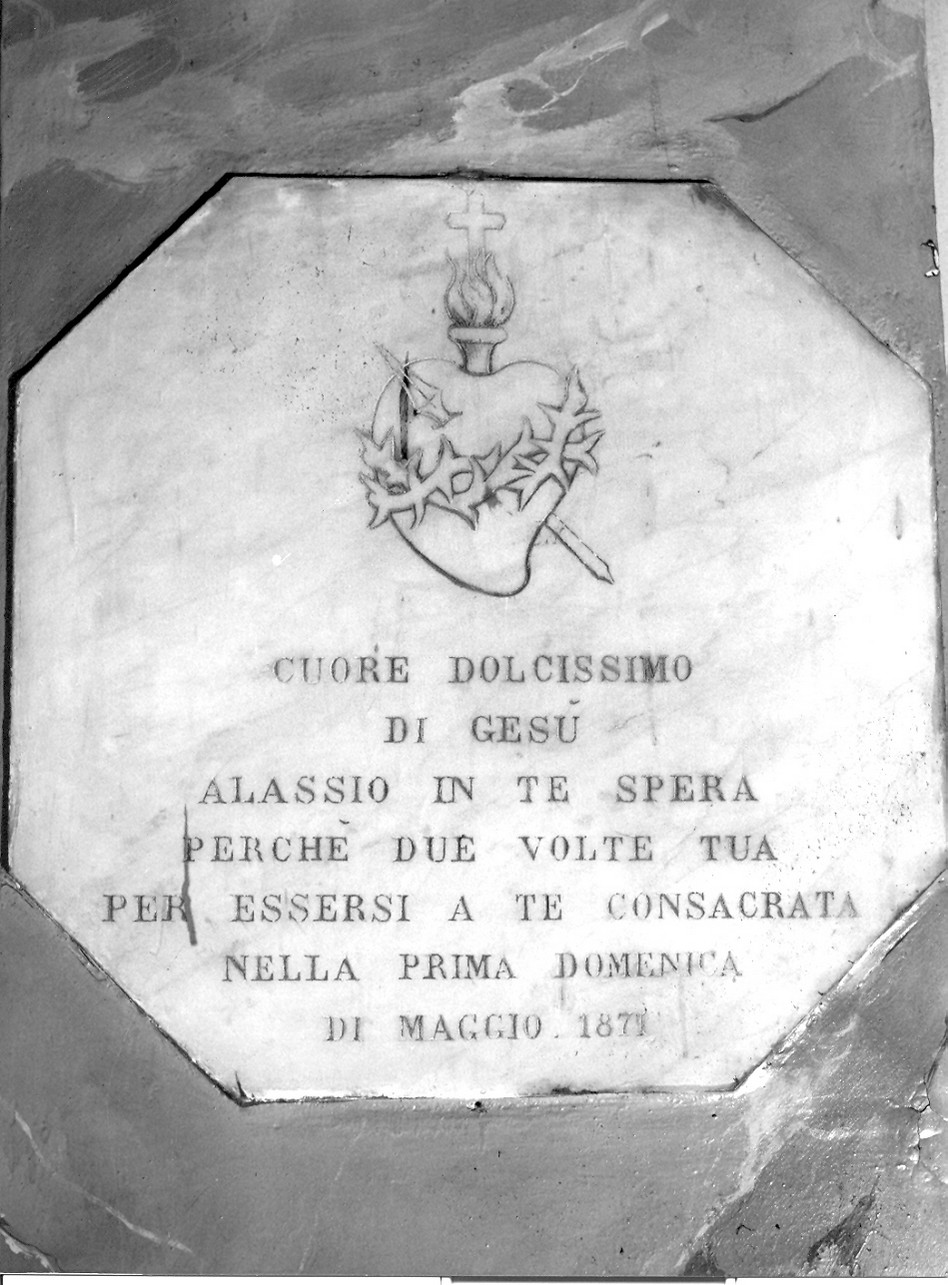 CUORE DOLCISSIMO
DI GESÙ
ALASSIO IN TE SPERA
PERCHÈ DUE VOLTE TUA
PER ESSERSI A TE CONSACRATA
NELLA PRIMA DOMENICA
DI MAGGIO 1871